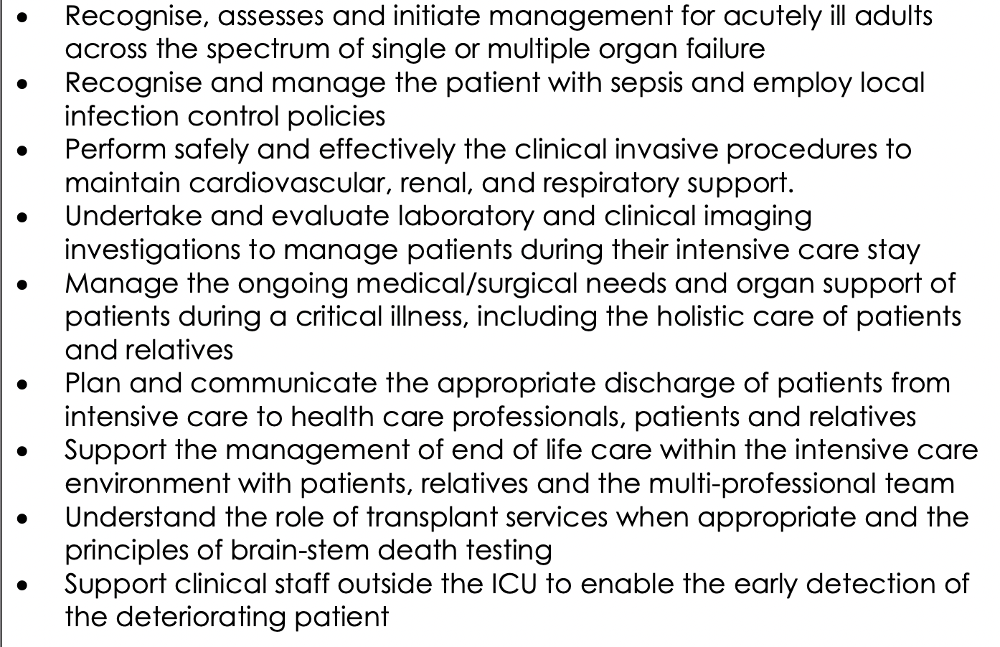 • Recognise, assesses and initiate management for acutely ill adults
across the spectrum of single or multiple organ failure
• Recognise and manage the patient with sepsis and employ local
infection control policies
• Perform safely and effectively the clinical invasive procedures to
maintain cardiovascular, renal, and respiratory support.
• Undertake and evaluate laboratory and clinical imaging
investigations to manage patients during their intensive care stay
• Manage the ongoing medical/surgical needs and organ support of
patients during a critical illness, including the holistic care of patients
and relatives
• Plan and communicate the appropriate discharge of patients from
intensive care to health care professionals, patients and relatives
• Support the management of end of life care within the intensive care
environment with patients, relatives and the multi-professional team
• Understand the role of transplant services when appropriate and the
principles of brain-stem death testing
• Support clinical staff outside the ICU to enable the early detection of
the deteriorating patient